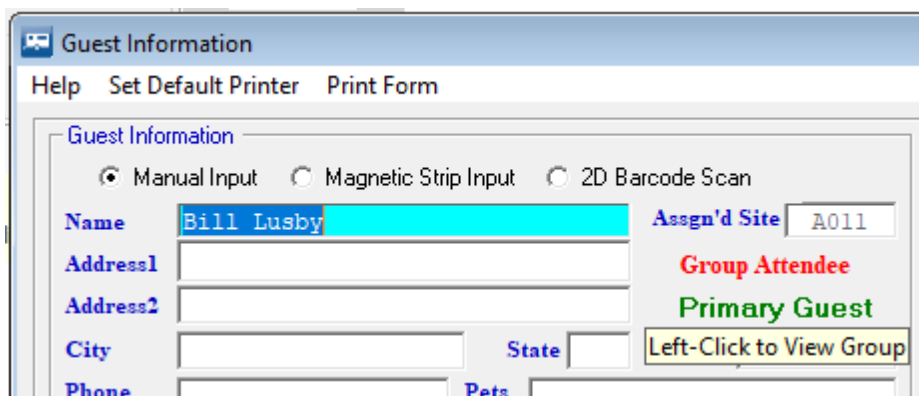 Guest Information
Help Set Default Printer Print Form
Guest Information
Manual Input Magnetic Strip Input 2D Barcode Scan
Name Bill Lusby Assgn'd Site A011
Address1 Group Attendee
Address2 Primary Guest
City State Left-Click to View Group
Phone Pets